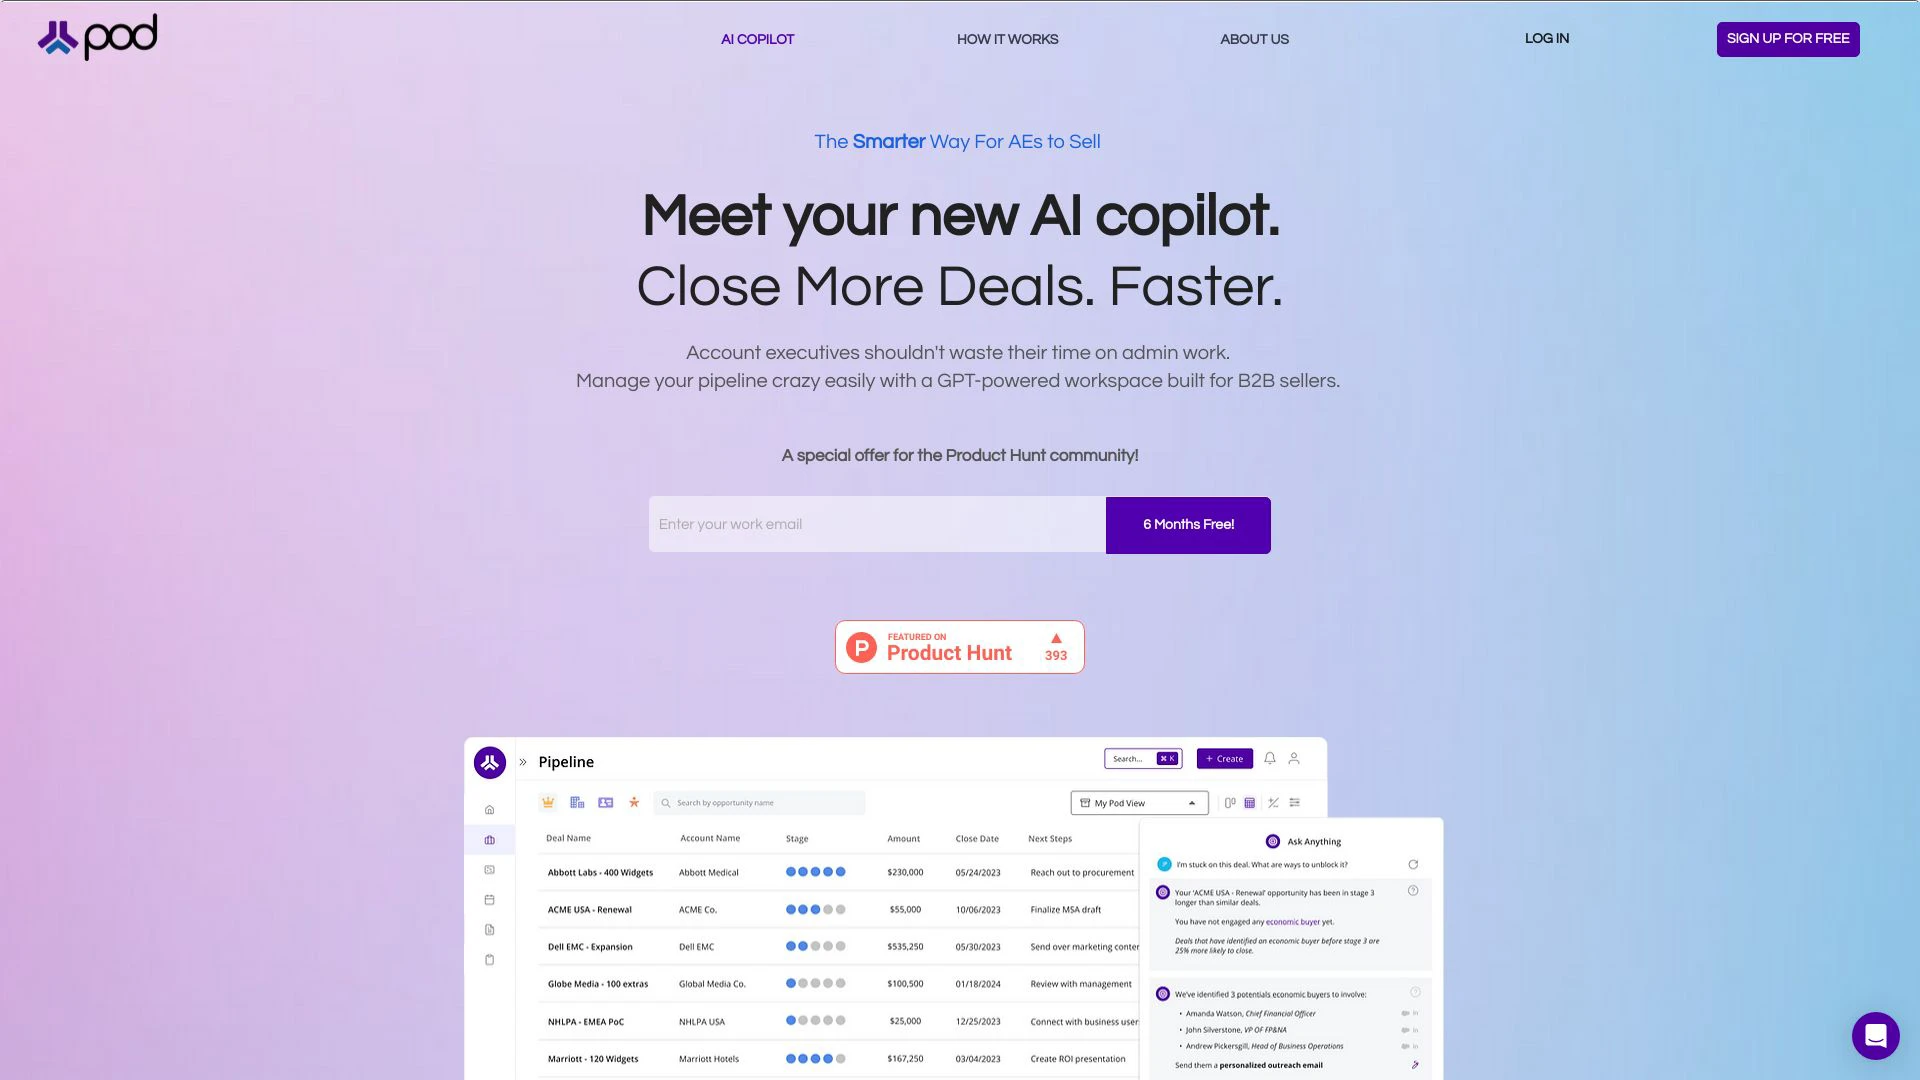 pod
AI COPILOT
HOW IT WORKS
ABOUT US
LOG IN
SIGN UP FOR FREE
The Smarter Way For AEs to Sell
Meet your new AI copilot.
Close More Deals. Faster.
Account executives shouldn't waste their time on admin work.
Manage your pipeline crazy easily with a GPT-powered workspace built for B2B sellers.
A special offer for the Product Hunt community!
Enter your work email
6 Months Free!
P
FEATURED ON
Product Hunt
393
Pipeline
Search...
⌘ K
+ Create
Search by opportunity name
My Pod View
Deal Name Account Name Stage Amount Close Date Next Steps
Abbott Labs - 400 Widgets Abbott Medical $230,000 05/24/2023 Reach out to procurement
ACME USA - Renewal ACME Co. $55,000 10/06/2023 Finalize MSA draft
Dell EMC - Expansion Dell EMC $535,250 05/30/2023 Send over marketing conten
Globe Media - 100 extras Global Media Co. $100,500 01/18/2024 Review with management
NHLPA - EMEA PoC NHLPA USA $25,000 12/25/2023 Connect with business user
Marriott - 120 Widgets Marriott Hotels $167,250 03/04/2023 Create ROI presentation
Ask Anything
I'm stuck on this deal. What are ways to unblock it?
Your 'ACME USA - Renewal' opportunity has been in stage 3
longer than similar deals.
You have not engaged any economic buyer yet.
Deals that have identified an economic buyer before stage 3 are
25% more likely to close.
We've identified 3 potentials economic buyers to involve:
• Amanda Watson, Chief Financial Officer
• John Silverstone, VP OF FP&NA
• Andrew Pickersgill, Head of Business Operations
Send them a personalized outreach email